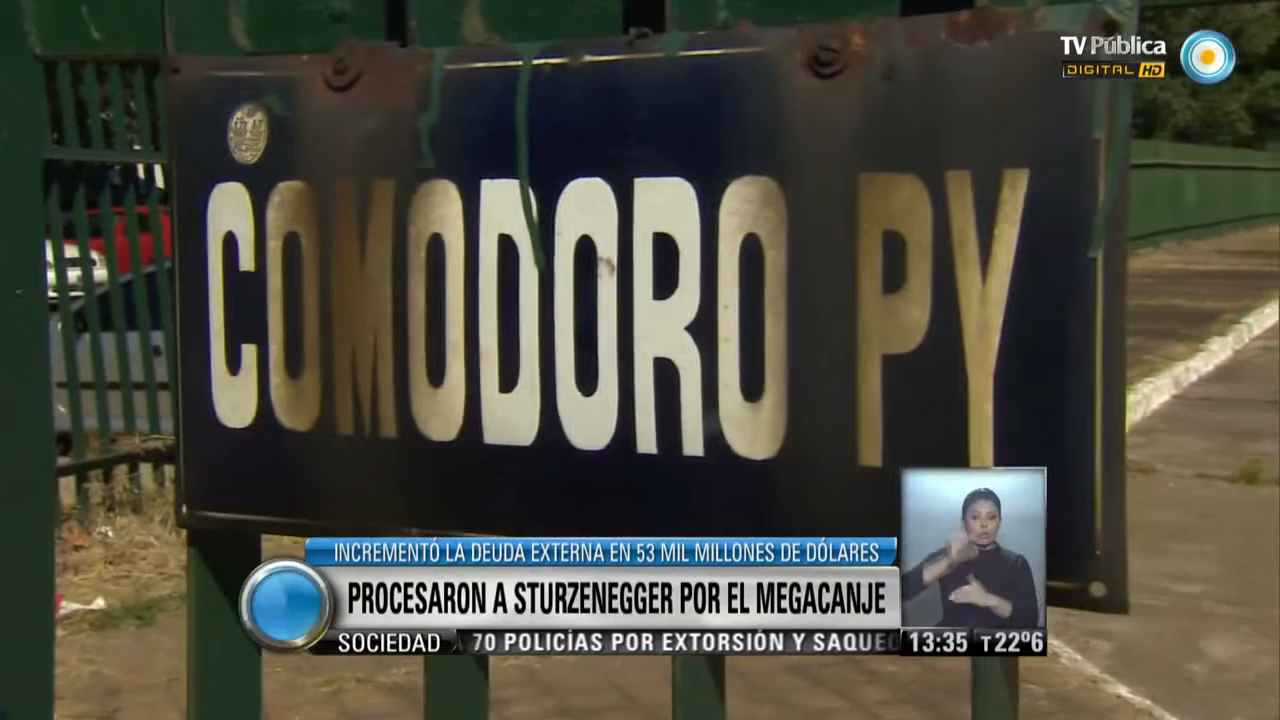 TV Pública
DIGITAL HD
COMODORO PY
INCREMENTÓ LA DEUDA EXTERNA EN 53 MIL MILLONES DE DÓLARES
PROCESARON A STURZENEGGER POR EL MEGACANJE
SOCIEDAD
70 POLICÍAS POR EXTORSIÓN Y SAQUEO
13:35 T22º6